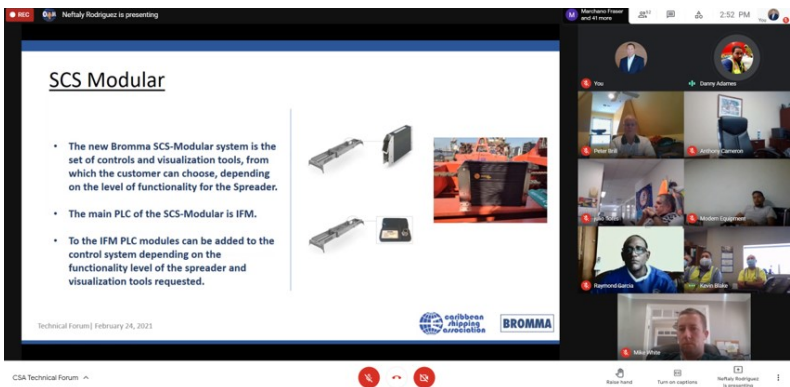 REC
Neftaly Rodriguez is presenting
M
Marchano Fraser
and 41 more
2:52 PM
You
SCS Modular
• The new Bromma SCS-Modular system is the
set of controls and visualization tools, from
which the customer can choose, depending
on the level of functionality for the Spreader.
• The main PLC of the SCS-Modular is IFM.
• To the IFM PLC modules can be added to the
control system depending on the
functionality level of the spreader and
visualization tools requested.
Technical Forum| February 24, 2021
caribbean
shipping
association
BROMMA
You
Danny Adames
Peter Brill
Anthony Cameron
Julio Torres
Modern Equipment
Raymond Garcia
Kevin Blake
Mike White
CSA Technical Forum
Raise hand
Turn on captions
Neftaly Rodriguez
is presenting